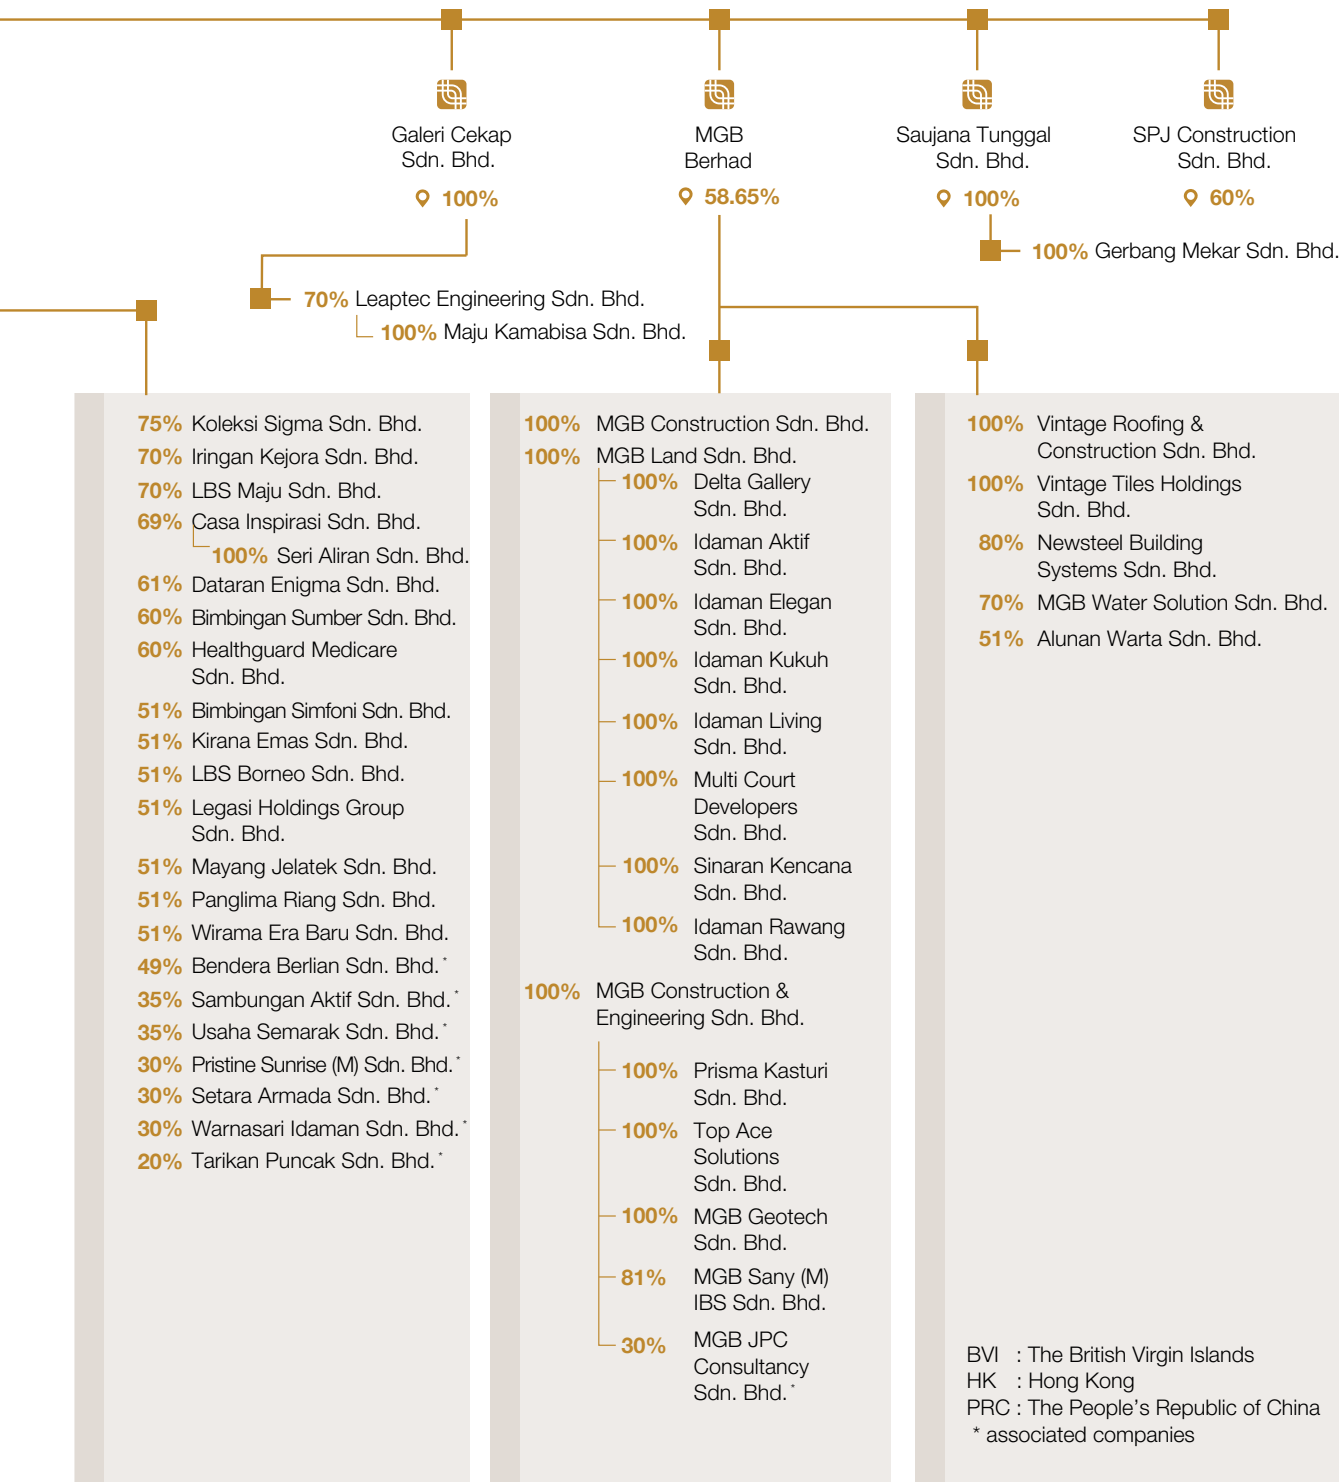 Galeri Cekap
Sdn. Bhd.
100%
MGB
Berhad
58.65%
Saujana Tunggal
Sdn. Bhd.
100%
SPJ Construction
Sdn. Bhd.
60%
100% Gerbang Mekar Sdn. Bhd.
70% Leaptec Engineering Sdn. Bhd.
100% Maju Kamabisa Sdn. Bhd.
75% Koleksi Sigma Sdn. Bhd.
70% Iringan Kejora Sdn. Bhd.
70% LBS Maju Sdn. Bhd.
69% Casa Inspirasi Sdn. Bhd.
100% Seri Aliran Sdn. Bhd.
61% Dataran Enigma Sdn. Bhd.
60% Bimbingan Sumber Sdn. Bhd.
60% Healthguard Medicare
Sdn. Bhd.
51% Bimbingan Simfoni Sdn. Bhd.
51% Kirana Emas Sdn. Bhd.
51% LBS Borneo Sdn. Bhd.
51% Legasi Holdings Group
Sdn. Bhd.
51% Mayang Jelatek Sdn. Bhd.
51% Panglima Riang Sdn. Bhd.
51% Wirama Era Baru Sdn. Bhd.
49% Bendera Berlian Sdn. Bhd.*
35% Sambungan Aktif Sdn. Bhd.*
35% Usaha Semarak Sdn. Bhd.*
30% Pristine Sunrise (M) Sdn. Bhd.*
30% Setara Armada Sdn. Bhd.*
30% Warnasari Idaman Sdn. Bhd.*
20% Tarikan Puncak Sdn. Bhd.*
100% MGB Construction Sdn. Bhd.
100% MGB Land Sdn. Bhd.
100% Delta Gallery
Sdn. Bhd.
100% Idaman Aktif
Sdn. Bhd.
100% Idaman Elegan
Sdn. Bhd.
100% Idaman Kukuh
Sdn. Bhd.
100% Idaman Living
Sdn. Bhd.
100% Multi Court
Developers
Sdn. Bhd.
100% Sinaran Kencana
Sdn. Bhd.
100% Idaman Rawang
Sdn. Bhd.
100% MGB Construction &
Engineering Sdn. Bhd.
100% Prisma Kasturi
Sdn. Bhd.
100% Top Ace
Solutions
Sdn. Bhd.
100% MGB Geotech
Sdn. Bhd.
81% MGB Sany (M)
IBS Sdn. Bhd.
30% MGB JPC
Consultancy
Sdn. Bhd.*
100% Vintage Roofing &
Construction Sdn. Bhd.
100% Vintage Tiles Holdings
Sdn. Bhd.
80% Newsteel Building
Systems Sdn. Bhd.
70% MGB Water Solution Sdn. Bhd.
51% Alunan Warta Sdn. Bhd.
BVI : The British Virgin Islands
HK : Hong Kong
PRC : The People's Republic of China
* associated companies